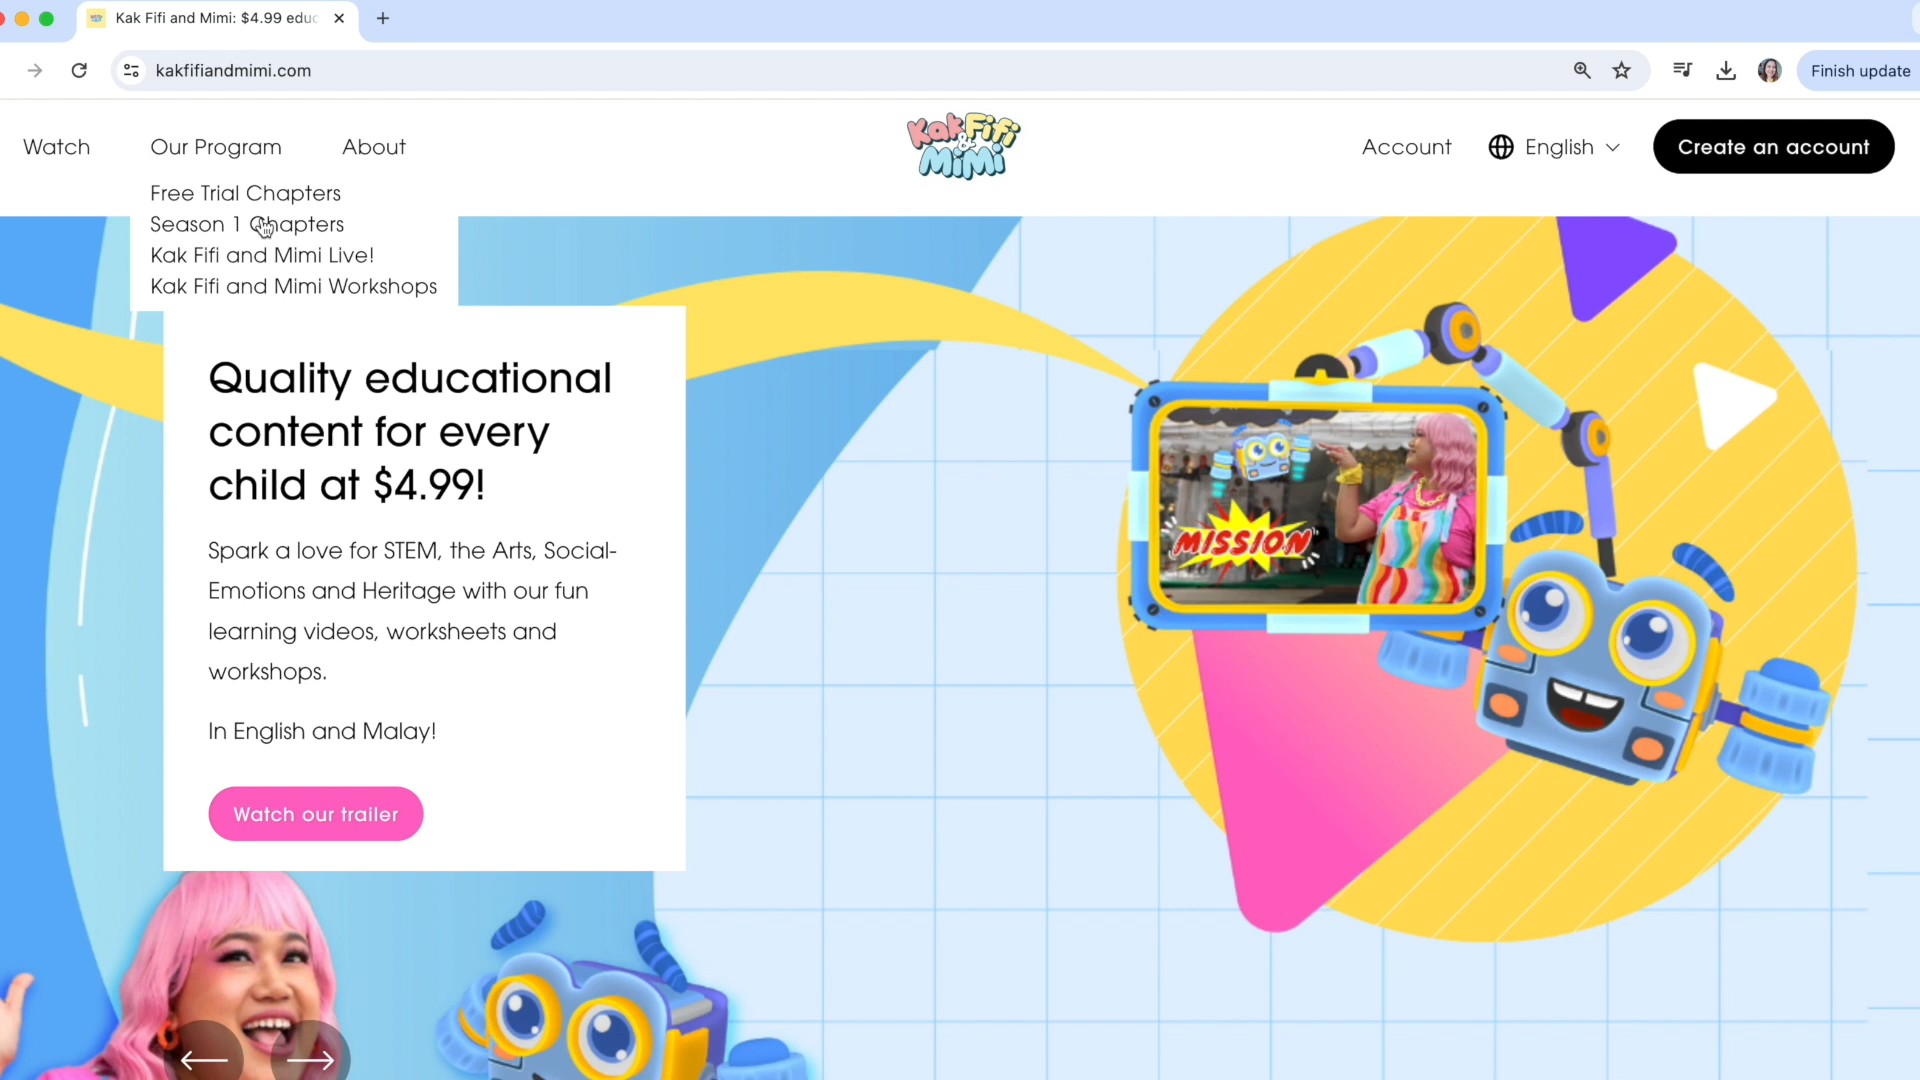 Kak Fifi and Mimi: $4.99 educ
kakfifiandmimi.com
Finish update
Watch
Our Program
About
Kak Fifi & Mimi
Account
English
Create an account
Free Trial Chapters
Season 1 Chapters
Kak Fifi and Mimi Live!
Kak Fifi and Mimi Workshops
Quality educational
content for every
child at $4.99!
Spark a love for STEM, the Arts, Social-
Emotions and Heritage with our fun
learning videos, worksheets and
workshops.
In English and Malay!
Watch our trailer
MISSION